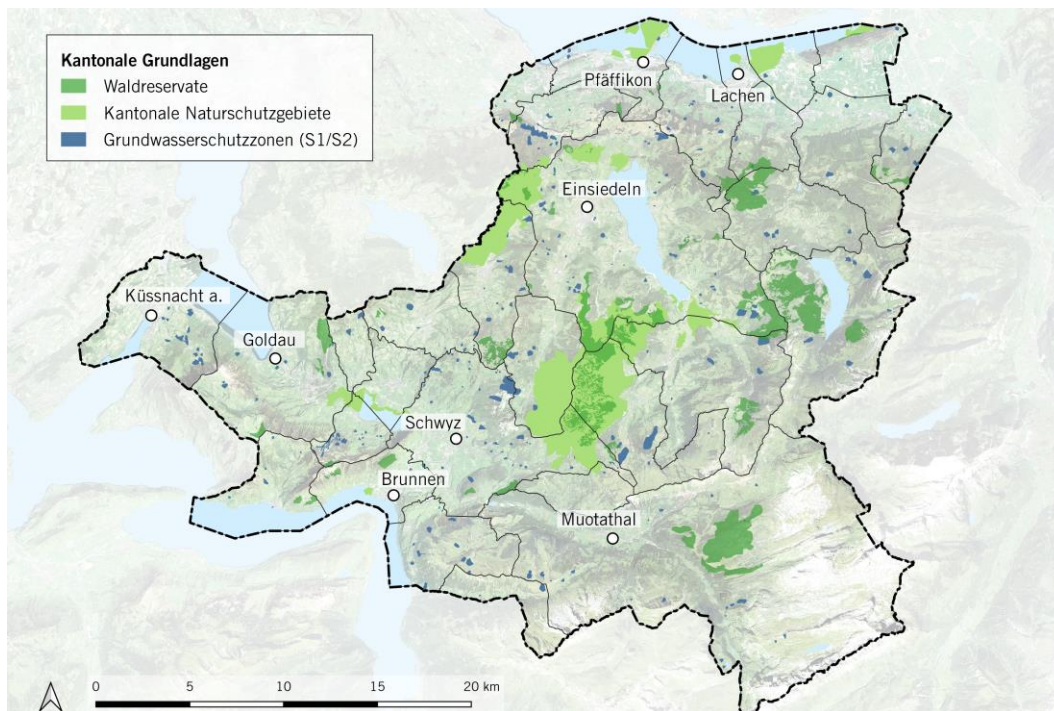 Kantonale Grundlagen
Waldreservate
Kantonale Naturschutzgebiete
Grundwasserschutzzonen (S1/S2)
Pfäffikon
Lachen
Einsiedeln
Küssnacht a.
Goldau
Schwyz
Brunnen
Muotathal
0 5 10 15 20 km